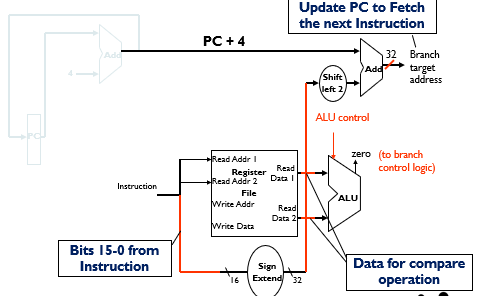 Update PC to Fetch
the next Instruction
PC + 4
Add
4
PC
Shift
left 2
Add
32
Branch
target
address
ALU control
zero
(to branch
control logic)
Instruction
Read Addr 1
Read Addr 2
Register
File
Write Addr
Write Data
Read
Data 1
Read
Data 2
ALU
Bits 15-0 from
Instruction
16
Sign
Extend
32
Data for compare
operation